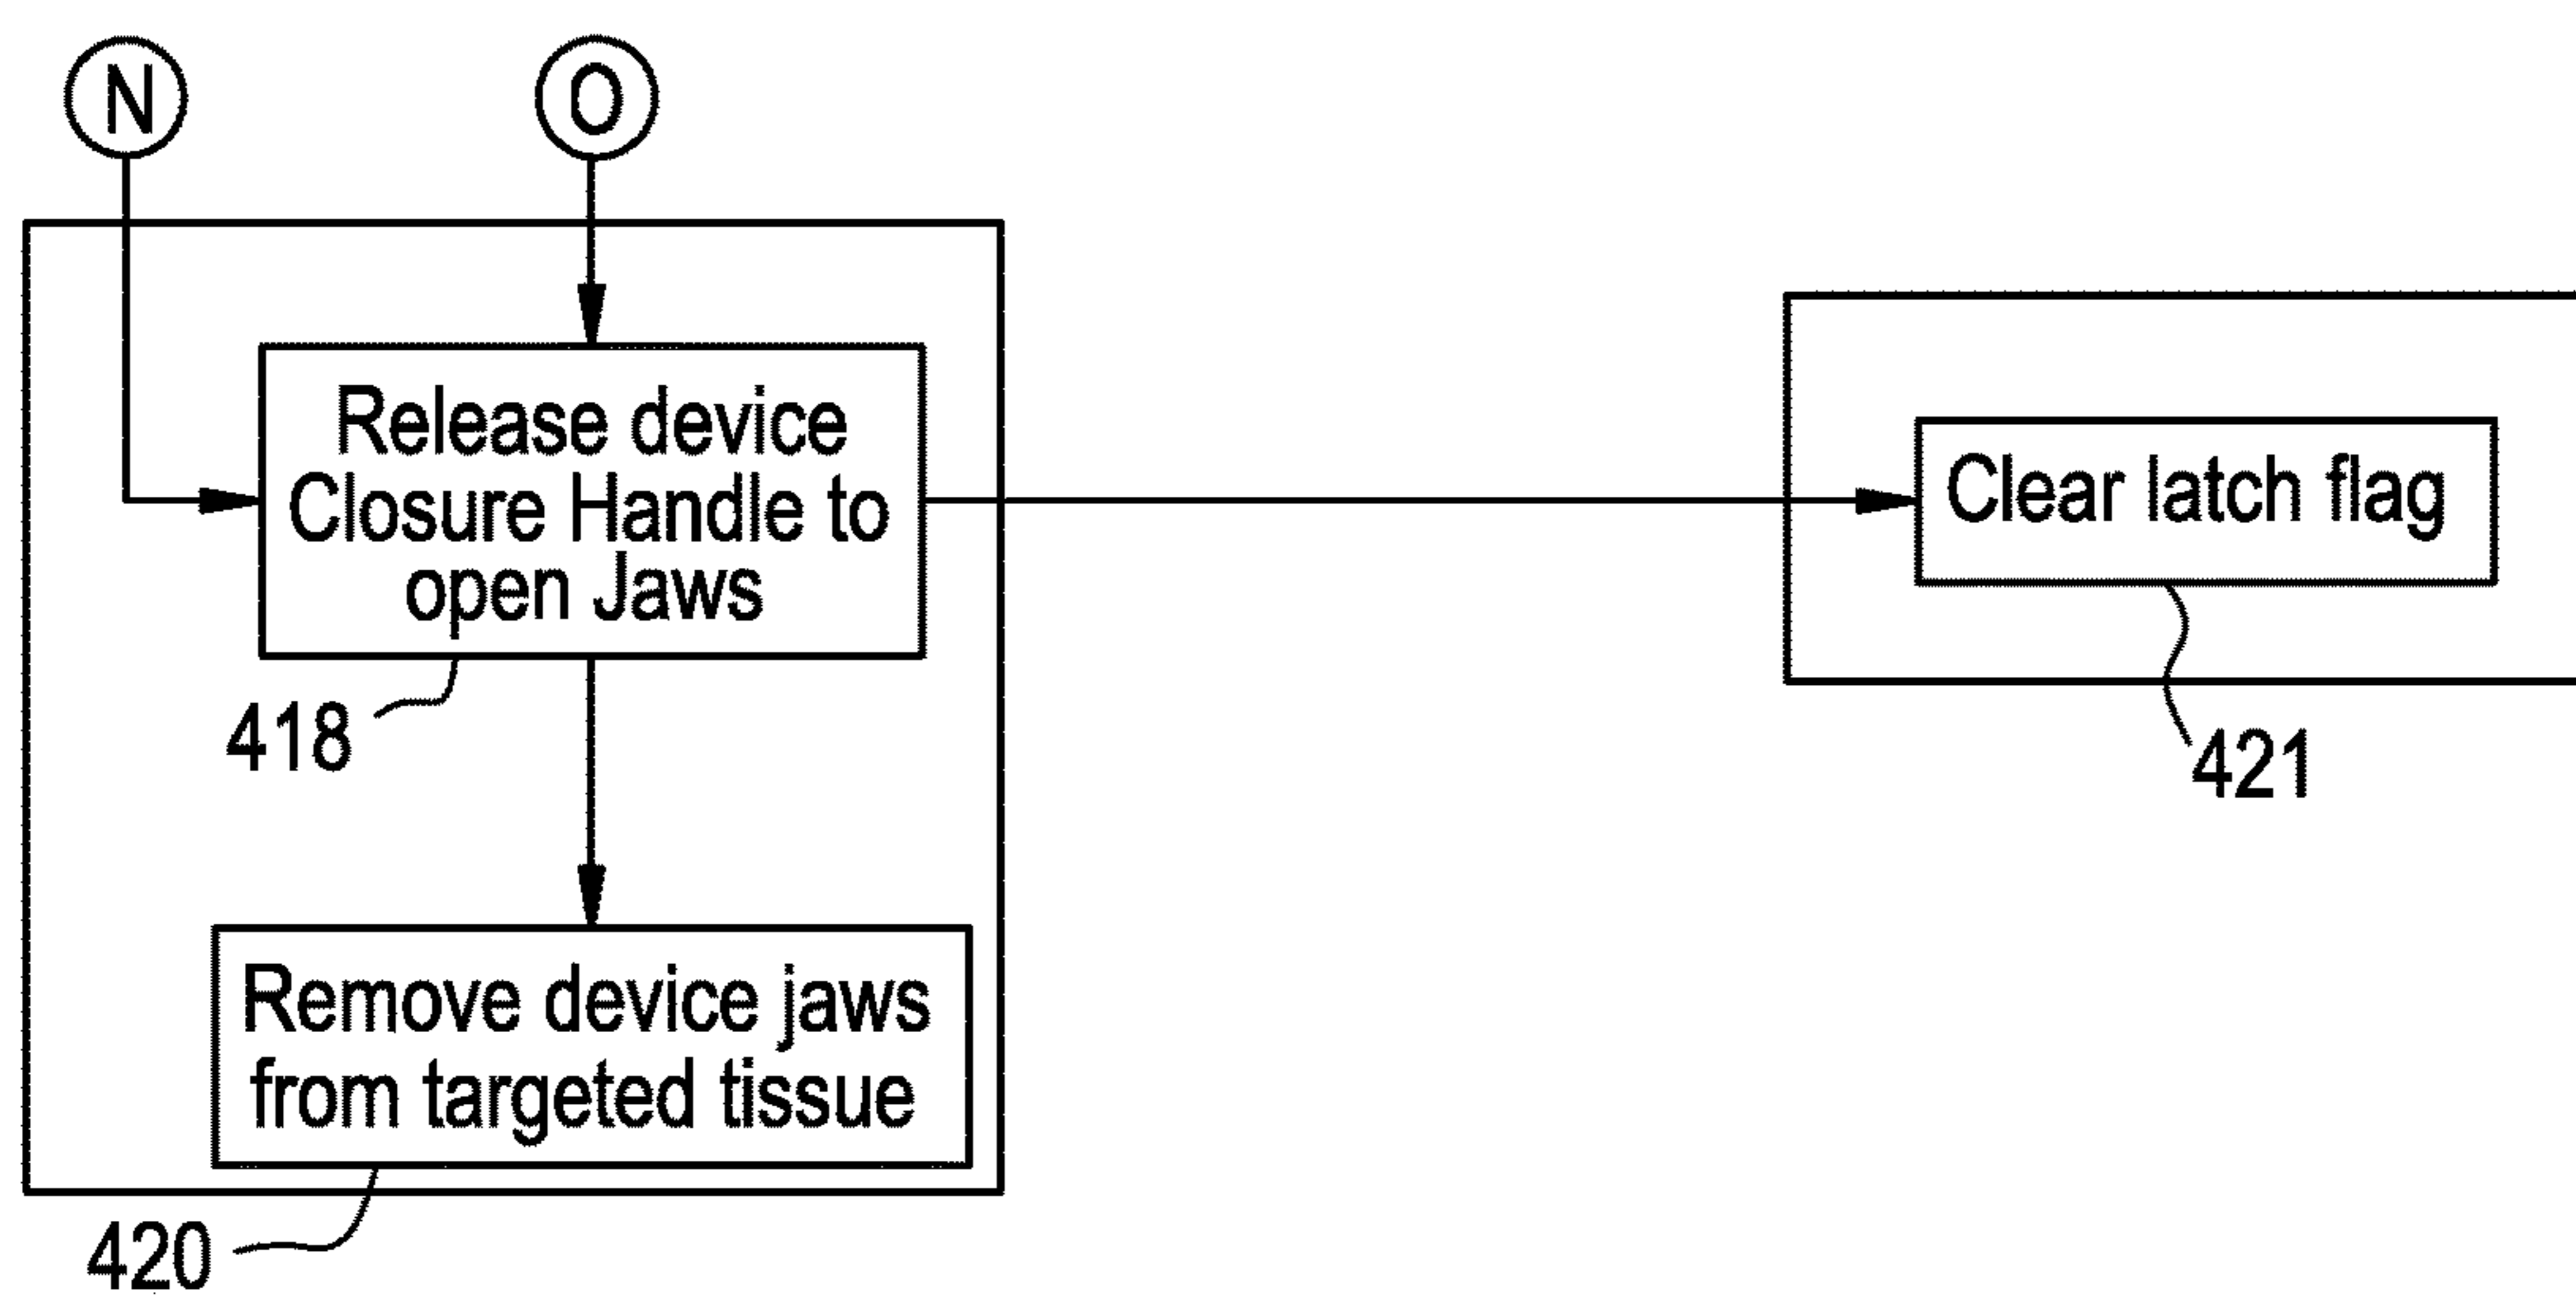 N
O
Release device
Closure Handle to
open Jaws
418
Clear latch flag
421
Remove device jaws
from targeted tissue
420